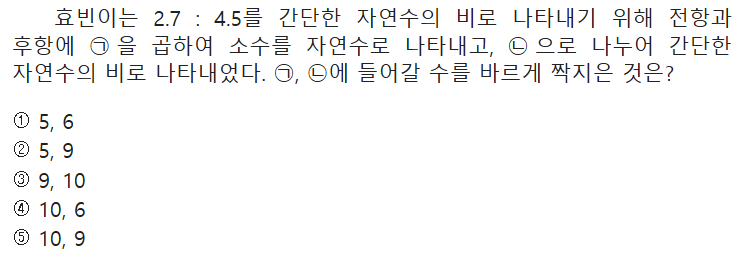 효빈이는 2.7 : 4.5를 간단한 자연수의 비로 나타내기 위해 전항과
후항에 ㉠을 곱하여 소수를 자연수로 나타내고, ㉡으로 나누어 간단한
자연수의 비로 나타내었다. ㉠, ㉡에 들어갈 수를 바르게 짝지은 것은?
① 5, 6
② 5, 9
③ 9, 10
④ 10, 6
⑤ 10, 9